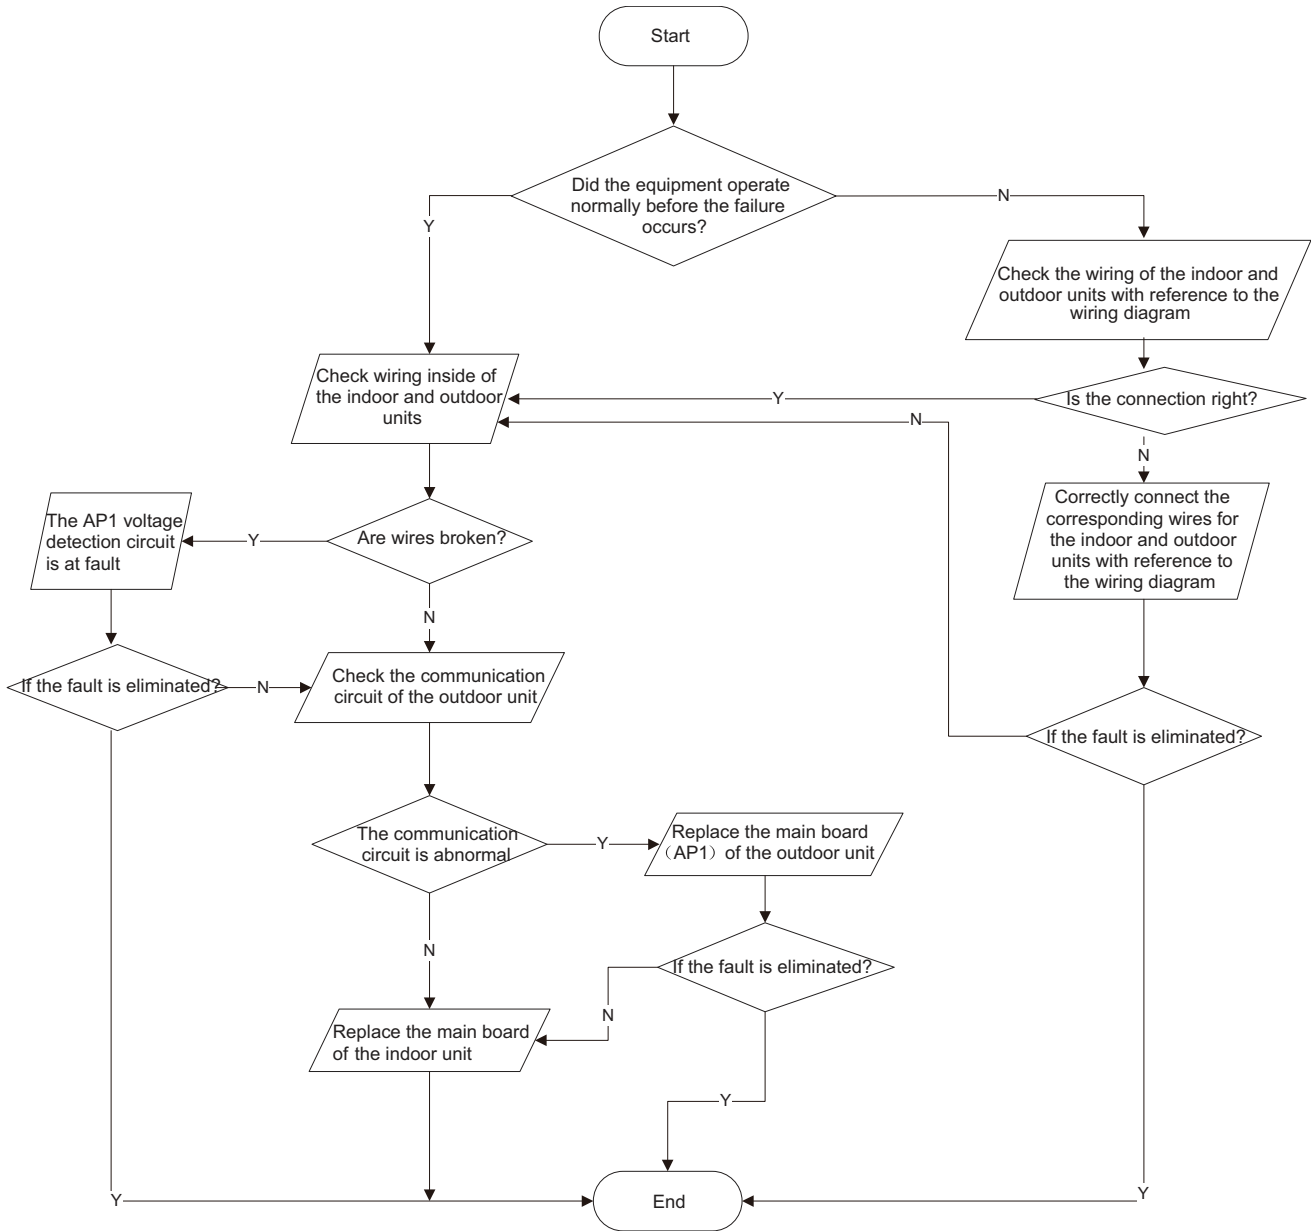 Start
Did the equipment operate
normally before the failure
occurs?
N
Y
Check the wiring of the indoor and
outdoor units with reference to the
wiring diagram
Check wiring inside of
the indoor and outdoor
units
Y
Is the connection right?
N
N
Correctly connect the
corresponding wires for
the indoor and outdoor
units with reference to
the wiring diagram
The AP1 voltage
detection circuit
is at fault
Y
Are wires broken?
N
If the fault is eliminated?
N
Check the communication
circuit of the outdoor unit
If the fault is eliminated?
The communication
circuit is abnormal
Y
Replace the main board
（AP1）of the outdoor unit
N
If the fault is eliminated?
N
Replace the main board
of the indoor unit
Y
Y
End
Y